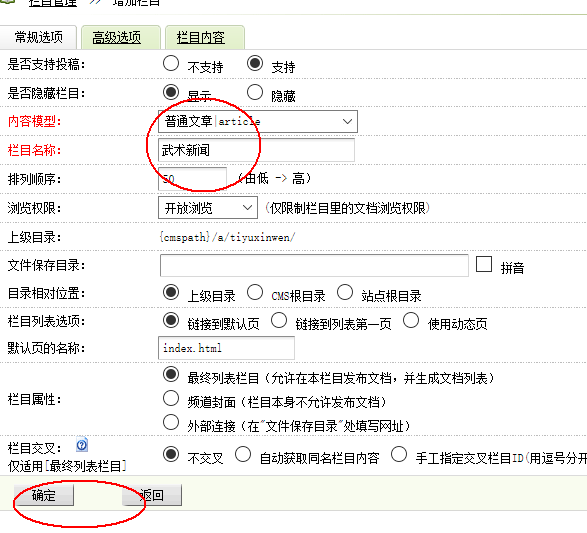 栏目管理 >> 增加栏目
常规选项 高级选项 栏目内容
是否支持投稿： 不支持 支持
是否隐藏栏目： 显示 隐藏
内容模型： 普通文章|article
栏目名称： 武术新闻
排列顺序： 50 （由低 -> 高）
浏览权限： 开放浏览 (仅限制栏目里的文档浏览权限)
上级目录： {cmspath}/a/tiyuxinwen/
文件保存目录： 拼音
目录相对位置： 上级目录 CMS根目录 站点根目录
栏目列表选项： 链接到默认页 链接到列表第一页 使用动态页
默认页的名称： index.html
最终列表栏目（允许在本栏目发布文档，并生成文档列表）
栏目属性： 频道封面（栏目本身不允许发布文档）
外部连接（在"文件保存目录"处填写网址）
栏目交叉：
仅适用[最终列表栏目] 不交叉 自动获取同名栏目内容 手工指定交叉栏目ID(用逗号分开
确定 返回